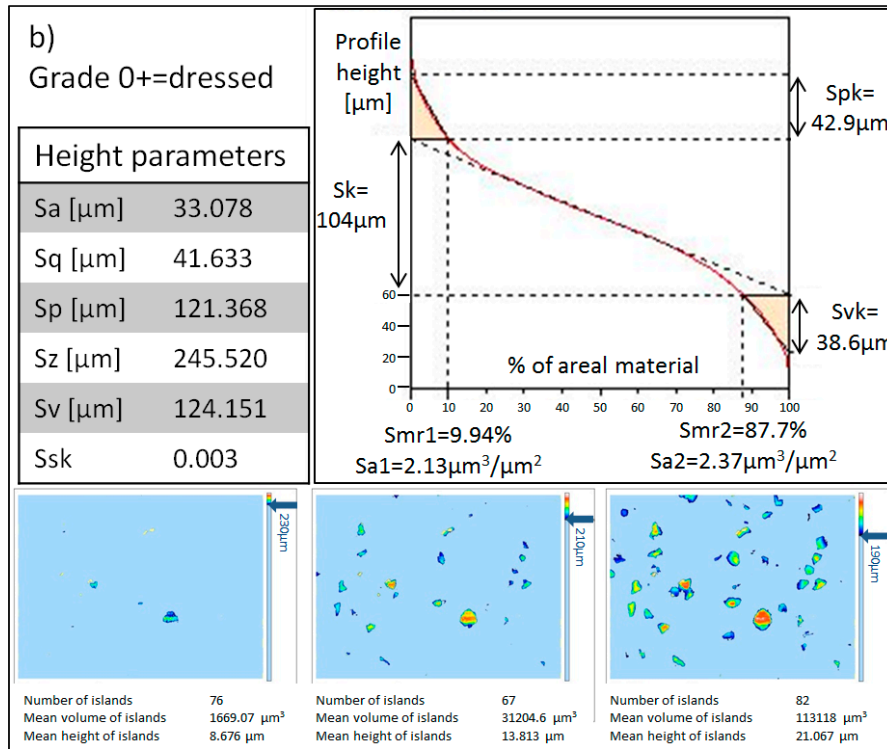 b)
Grade 0+=dressed
Height parameters
Sa [µm] 33.078
Sq [µm] 41.633
Sp [µm] 121.368
Sz [µm] 245.520
Sv [µm] 124.151
Ssk 0.003
Profile
height
[µm]
Spk=
42.9µm
Sk=
104µm
Svk=
38.6µm
60
40
20
0
% of areal material
0 10 20 30 40 50 60 70 80 90 100
Smr1=9.94%
Sa1=2.13µm³/µm²
Smr2=87.7%
Sa2=2.37µm³/µm²
230µm
210µm
190µm
Number of islands 76
Mean volume of islands 1669.07 µm³
Mean height of islands 8.676 µm
Number of islands 67
Mean volume of islands 31204.6 µm³
Mean height of islands 13.813 µm
Number of islands 82
Mean volume of islands 113118 µm³
Mean height of islands 21.067 µm